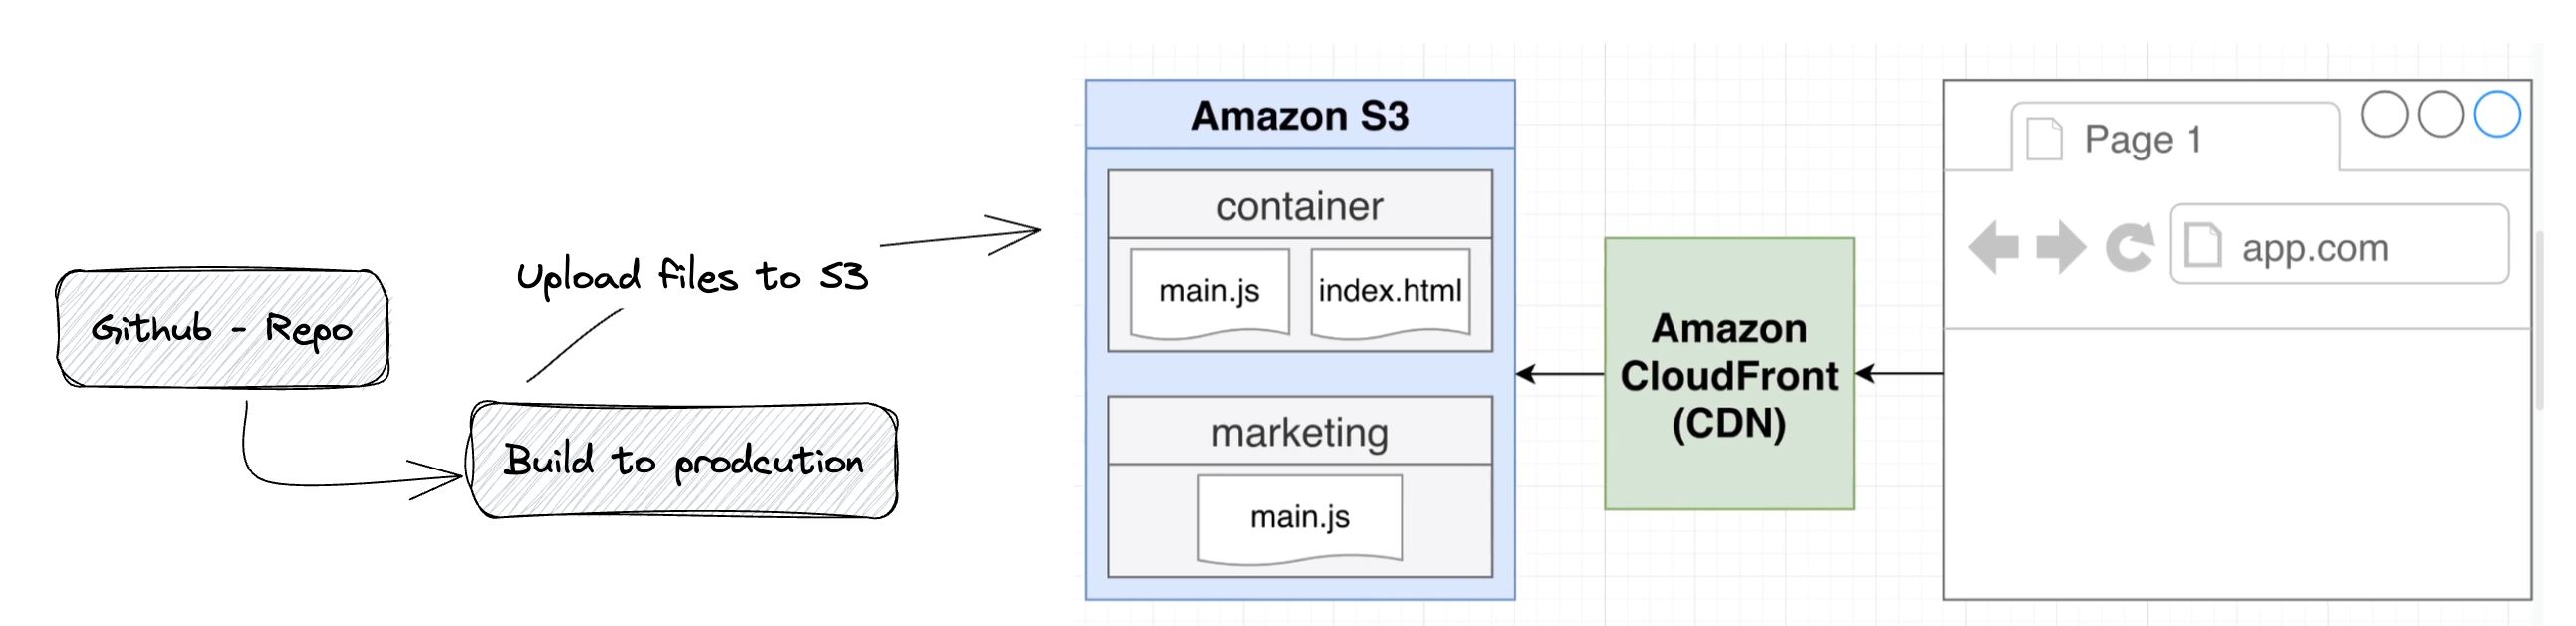 Github - Repo
Build to prodcution
Upload files to S3
Amazon S3
container
main.js
index.html
marketing
main.js
Amazon
CloudFront
(CDN)
Page 1
app.com